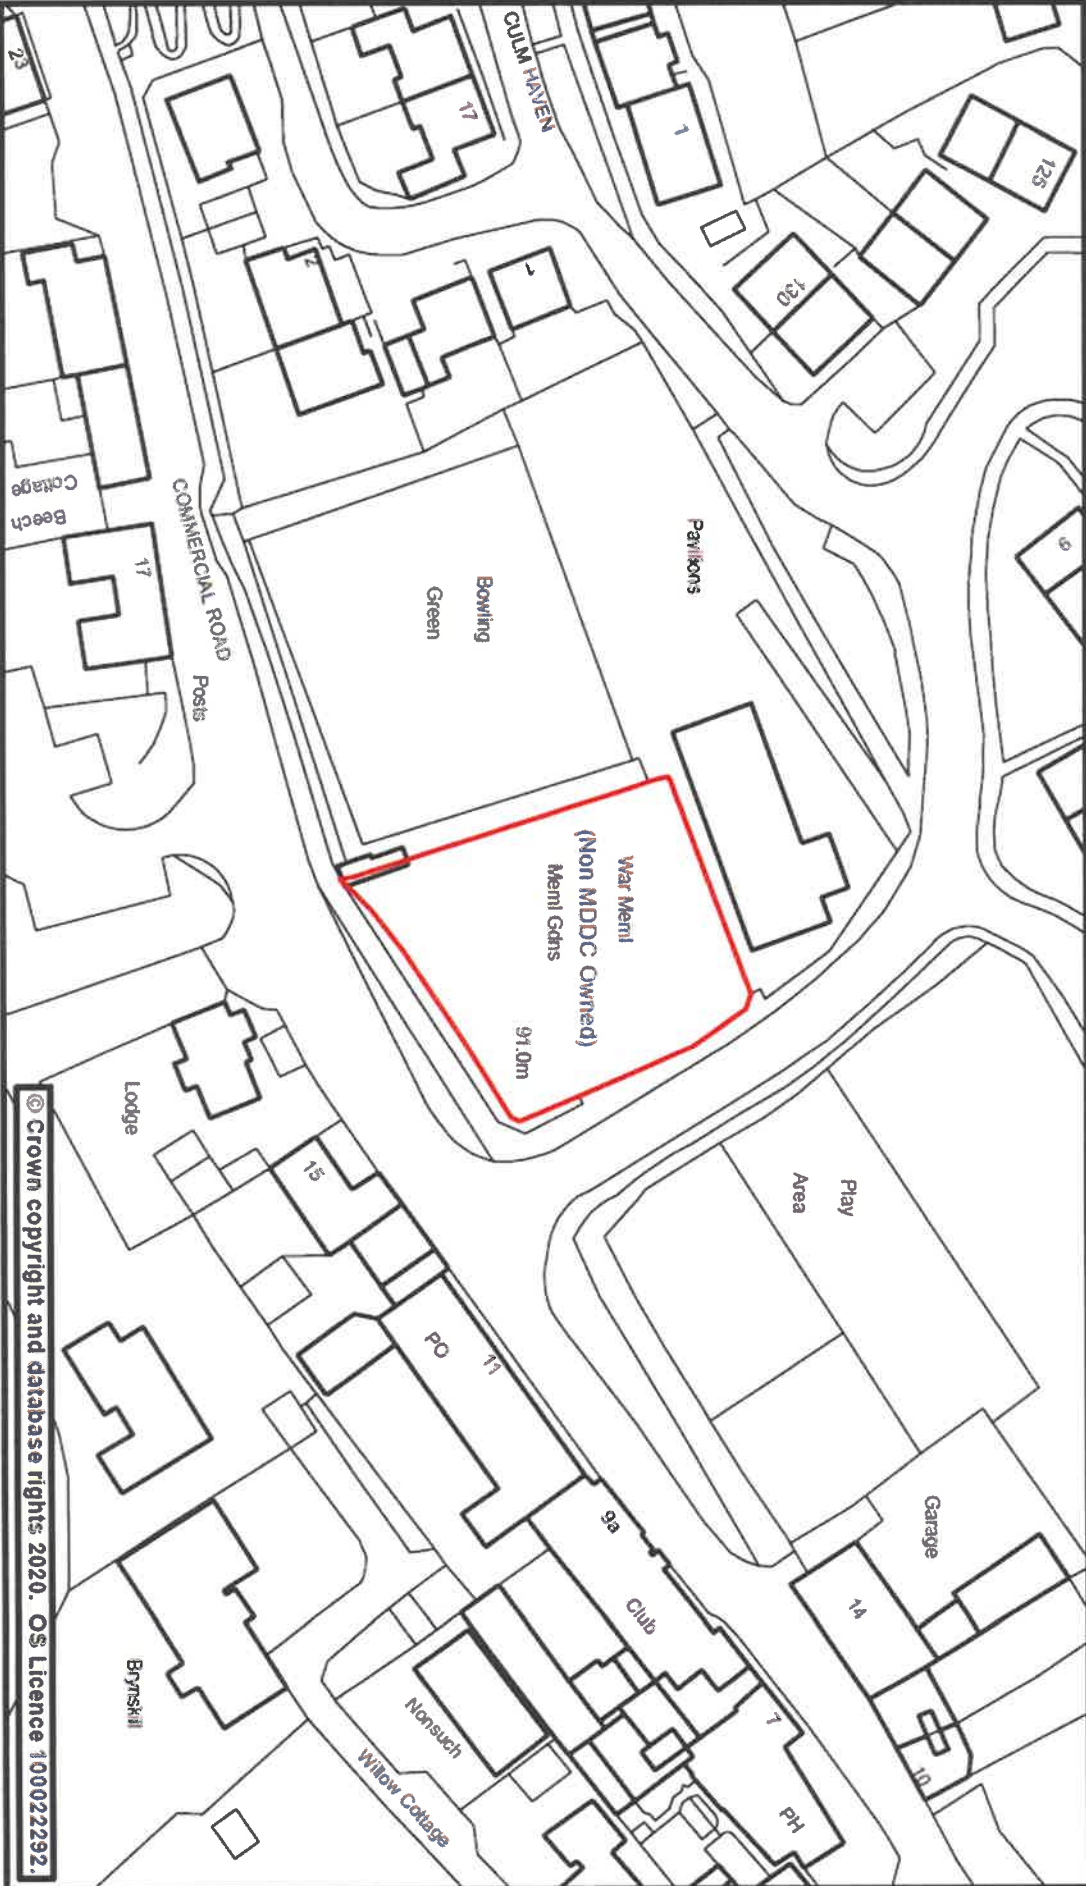 CULM HAVEN
23
17
1
125
130
1
2
9
Pavilions
Bowling
Green
COMMERCIAL ROAD
Posts
Beech
Cottage
17
War Meml
(Non MDDC Owned)
Meml Gdns
91.0m
Play
Area
Lodge
15
11
PO
9a
Club
Garage
14
10
7
PH
Nonsuch
Willow Cottage
Brynskill
© Crown copyright and database rights 2020. OS Licence 100022292.